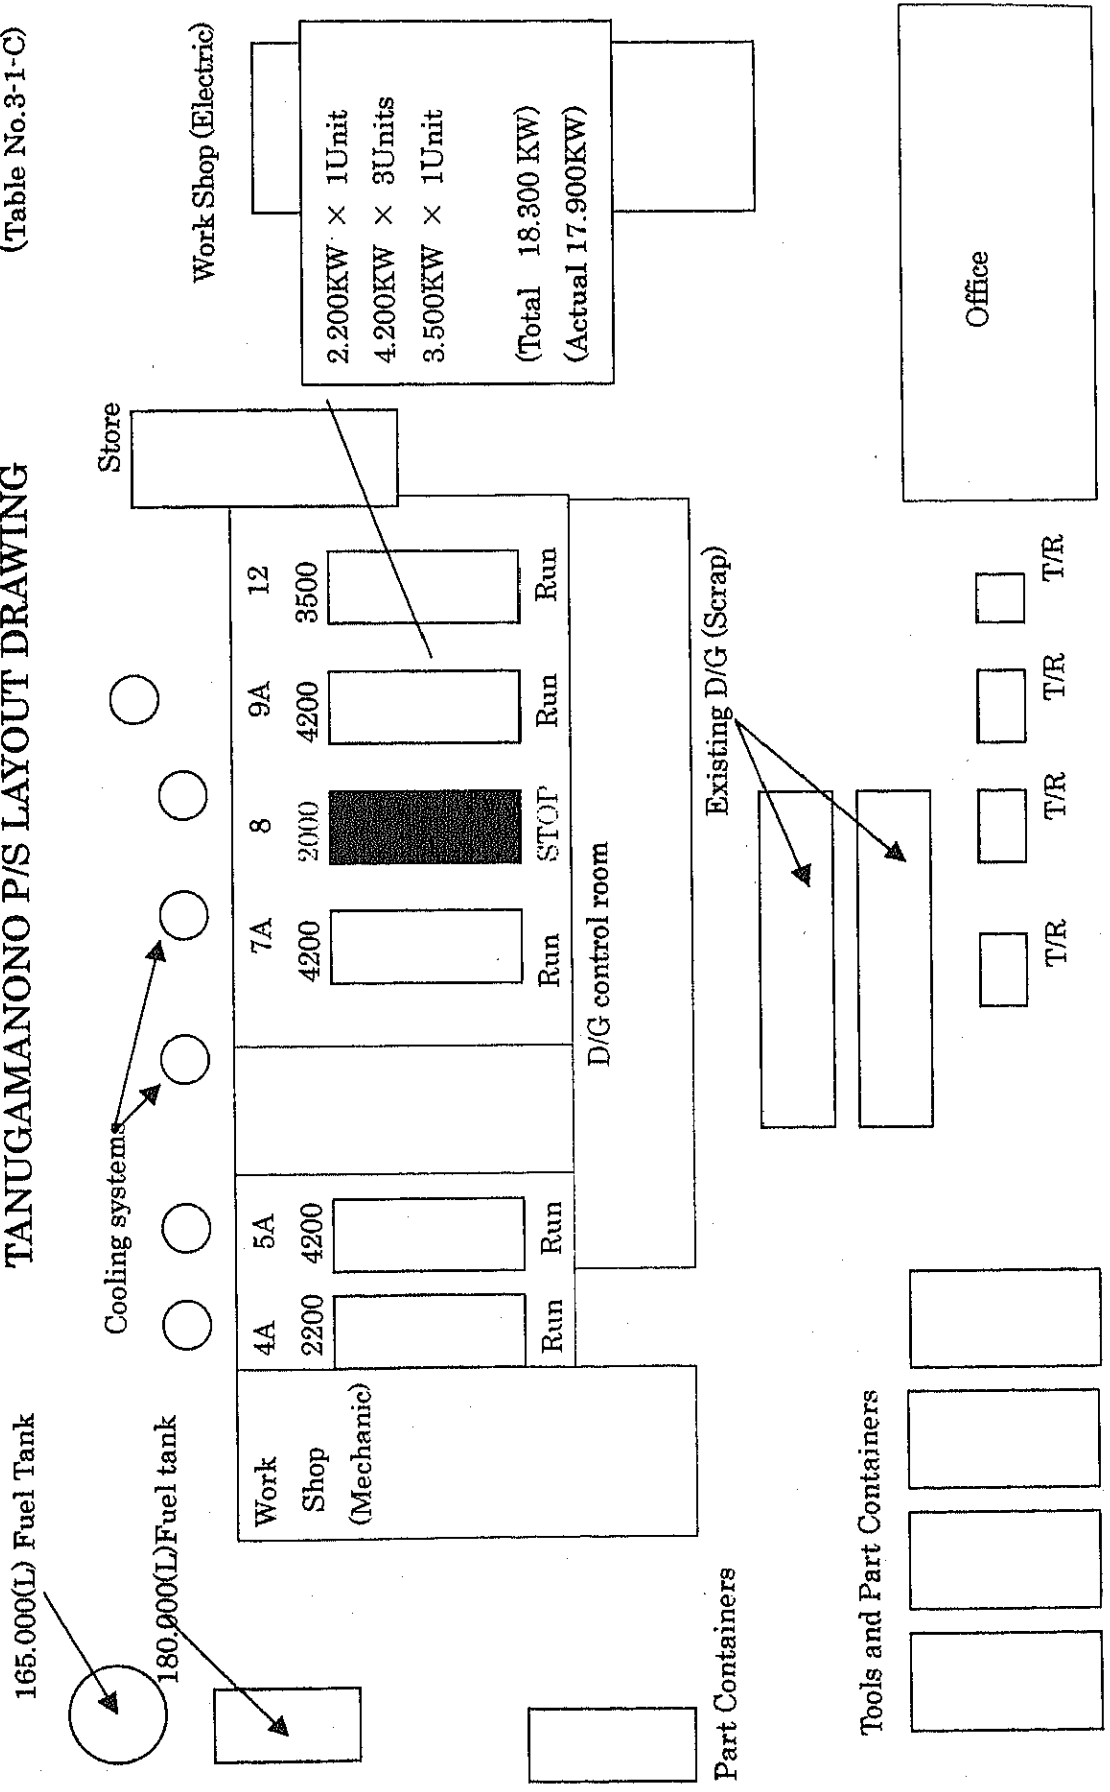 TANUGAMANONO P/S LAYOUT DRAWING
(Table No.3-1-C)
165.000(L) Fuel Tank
180.000(L)Fuel tank
Cooling systems
Store
Work Shop (Electric)
Work
Shop
(Mechanic)
4A
5A
7A
8
9A
12
2200
4200
4200
2000
4200
3500
Run
Run
Run
STOP
Run
Run
2.200KW × 1Unit
4.200KW × 3Units
3.500KW × 1Unit
(Total 18.300 KW)
(Actual 17.900KW)
D/G control room
Existing D/G (Scrap)
Part Containers
Tools and Part Containers
T/R
T/R
T/R
T/R
Office